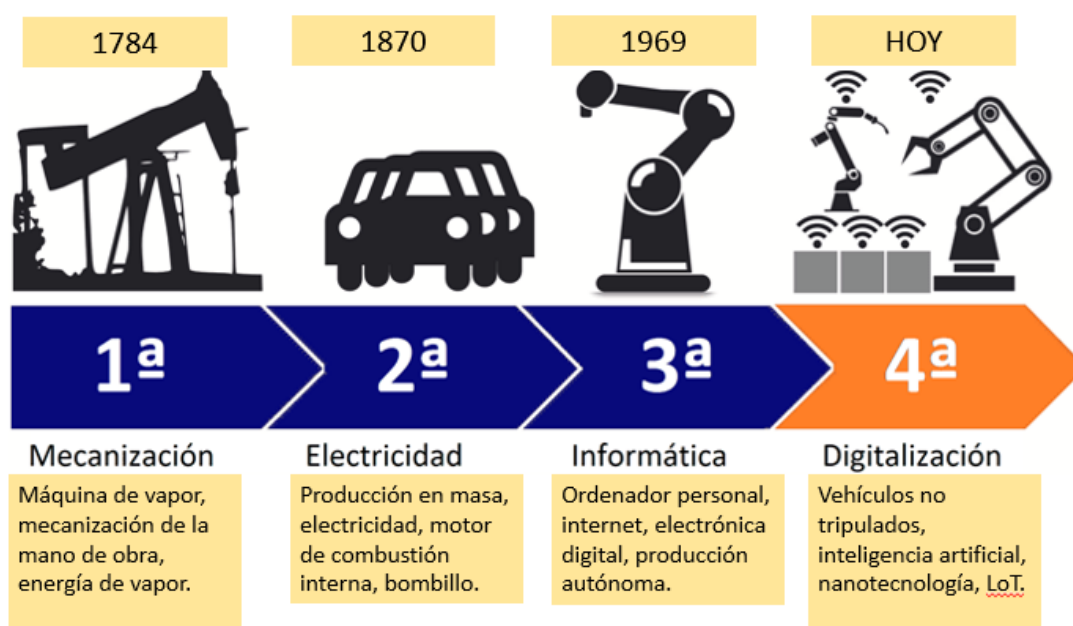 1784
1870
1969
HOY
1ª
2ª
3ª
4ª
Mecanización
Máquina de vapor,
mecanización de la
mano de obra,
energía de vapor.
Electricidad
Producción en masa,
electricidad, motor
de combustión
interna, bombillo.
Informática
Ordenador personal,
internet, electrónica
digital, producción
autónoma.
Digitalización
Vehículos no
tripulados,
inteligencia artificial,
nanotecnología, LoT.